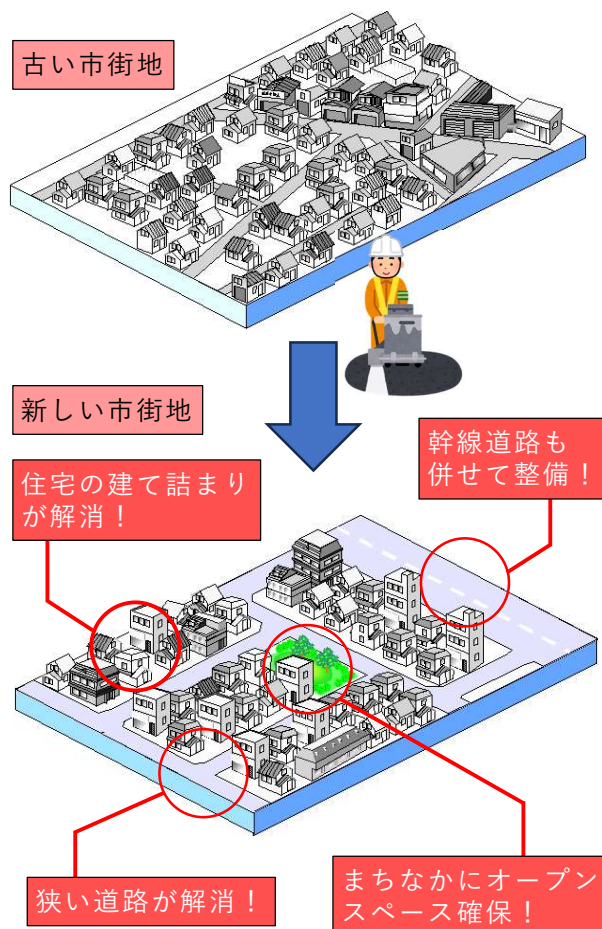 古い市街地
新しい市街地
幹線道路も
併せて整備！
住宅の建て詰まり
が解消！
狭い道路が解消！
まちなかにオープン
スペース確保！